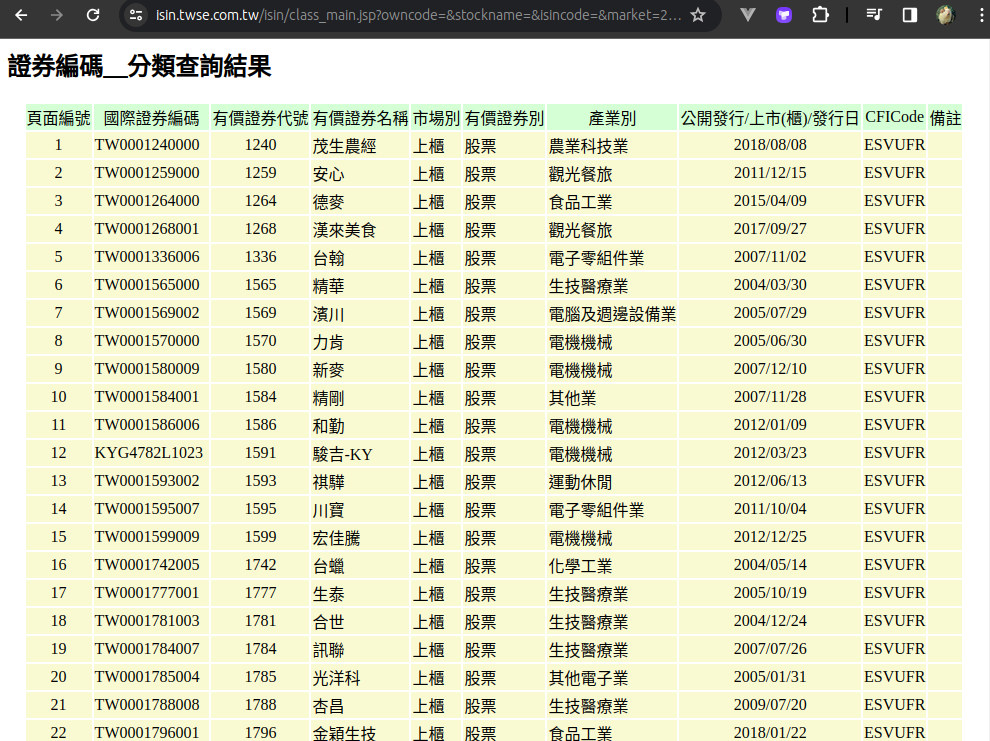 isin.twse.com.tw/isin/class_main.jsp?owncode=&stockname=&isincode=&market=2...
證券編碼__分類查詢結果
頁面編號 國際證券編碼 有價證券代號 有價證券名稱 市場別 有價證券別 產業別 公開發行/上市(櫃)/發行日 CFICode 備註
1 TW0001240000 1240 茂生農經 上櫃 股票 農業科技業 2018/08/08 ESVUFR
2 TW0001259000 1259 安心 上櫃 股票 觀光餐旅 2011/12/15 ESVUFR
3 TW0001264000 1264 德麥 上櫃 股票 食品工業 2015/04/09 ESVUFR
4 TW0001268001 1268 漢來美食 上櫃 股票 觀光餐旅 2017/09/27 ESVUFR
5 TW0001336006 1336 台翰 上櫃 股票 電子零組件業 2007/11/02 ESVUFR
6 TW0001565000 1565 精華 上櫃 股票 生技醫療業 2004/03/30 ESVUFR
7 TW0001569002 1569 濱川 上櫃 股票 電腦及週邊設備業 2005/07/29 ESVUFR
8 TW0001570000 1570 力肯 上櫃 股票 電機機械 2005/06/30 ESVUFR
9 TW0001580009 1580 新麥 上櫃 股票 電機機械 2007/12/10 ESVUFR
10 TW0001584001 1584 精剛 上櫃 股票 其他業 2007/11/28 ESVUFR
11 TW0001586006 1586 和勤 上櫃 股票 電機機械 2012/01/09 ESVUFR
12 KYG4782L1023 1591 駿吉-KY 上櫃 股票 電機機械 2012/03/23 ESVUFR
13 TW0001593002 1593 祺驊 上櫃 股票 運動休閒 2012/06/13 ESVUFR
14 TW0001595007 1595 川寶 上櫃 股票 電子零組件業 2011/10/04 ESVUFR
15 TW0001599009 1599 宏佳騰 上櫃 股票 電機機械 2012/12/25 ESVUFR
16 TW0001742005 1742 台蠟 上櫃 股票 化學工業 2004/05/14 ESVUFR
17 TW0001777001 1777 生泰 上櫃 股票 生技醫療業 2005/10/19 ESVUFR
18 TW0001781003 1781 合世 上櫃 股票 生技醫療業 2004/12/24 ESVUFR
19 TW0001784007 1784 訊聯 上櫃 股票 生技醫療業 2007/07/26 ESVUFR
20 TW0001785004 1785 光洋科 上櫃 股票 其他電子業 2005/01/31 ESVUFR
21 TW0001788008 1788 杏昌 上櫃 股票 生技醫療業 2009/07/20 ESVUFR
22 TW0001796001 1796 金穎生技 上櫃 股票 食品工業 2018/01/22 ESVUFR